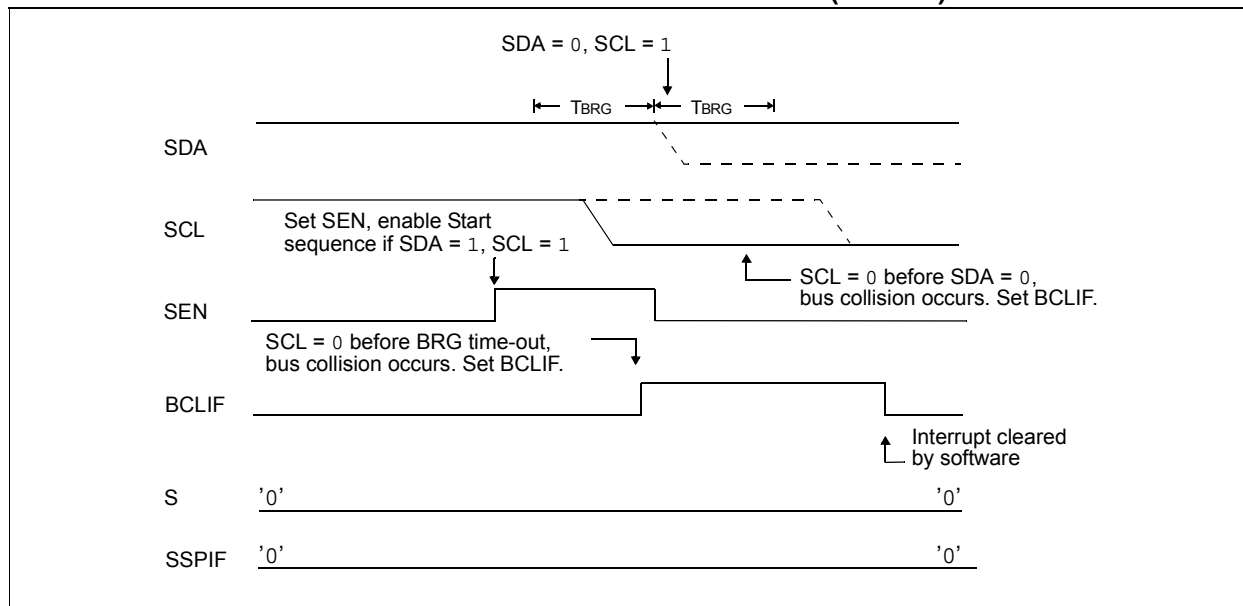 SDA = 0, SCL = 1
TBRG TBRG
SDA
SCL
Set SEN, enable Start
sequence if SDA = 1, SCL = 1
SCL = 0 before SDA = 0,
bus collision occurs. Set BCLIF.
SEN
SCL = 0 before BRG time-out,
bus collision occurs. Set BCLIF.
BCLIF
Interrupt cleared
by software
S '0' '0'
SSPIF '0' '0'